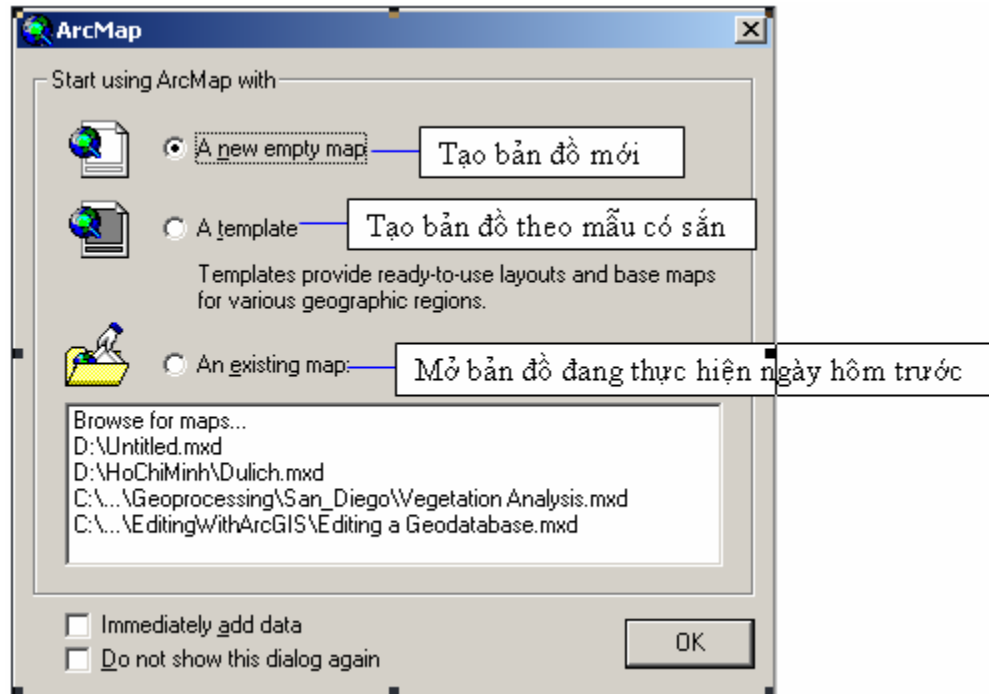 ArcMap
Start using ArcMap with
A new empty map
Tạo bản đồ mới
A template
Tạo bản đồ theo mẫu có sắn
Templates provide ready-to-use layouts and base maps
for various geographic regions.
An existing map:
Mở bản đồ đang thực hiện ngày hôm trước
Browse for maps...
D:\Untitled.mxd
D:\HoChiMinh\Dulich.mxd
C:\...\Geoprocessing\San_Diego\Vegetation Analysis.mxd
C:\...\EditingWithArcGIS\Editing a Geodatabase.mxd
Immediately add data
Do not show this dialog again
OK